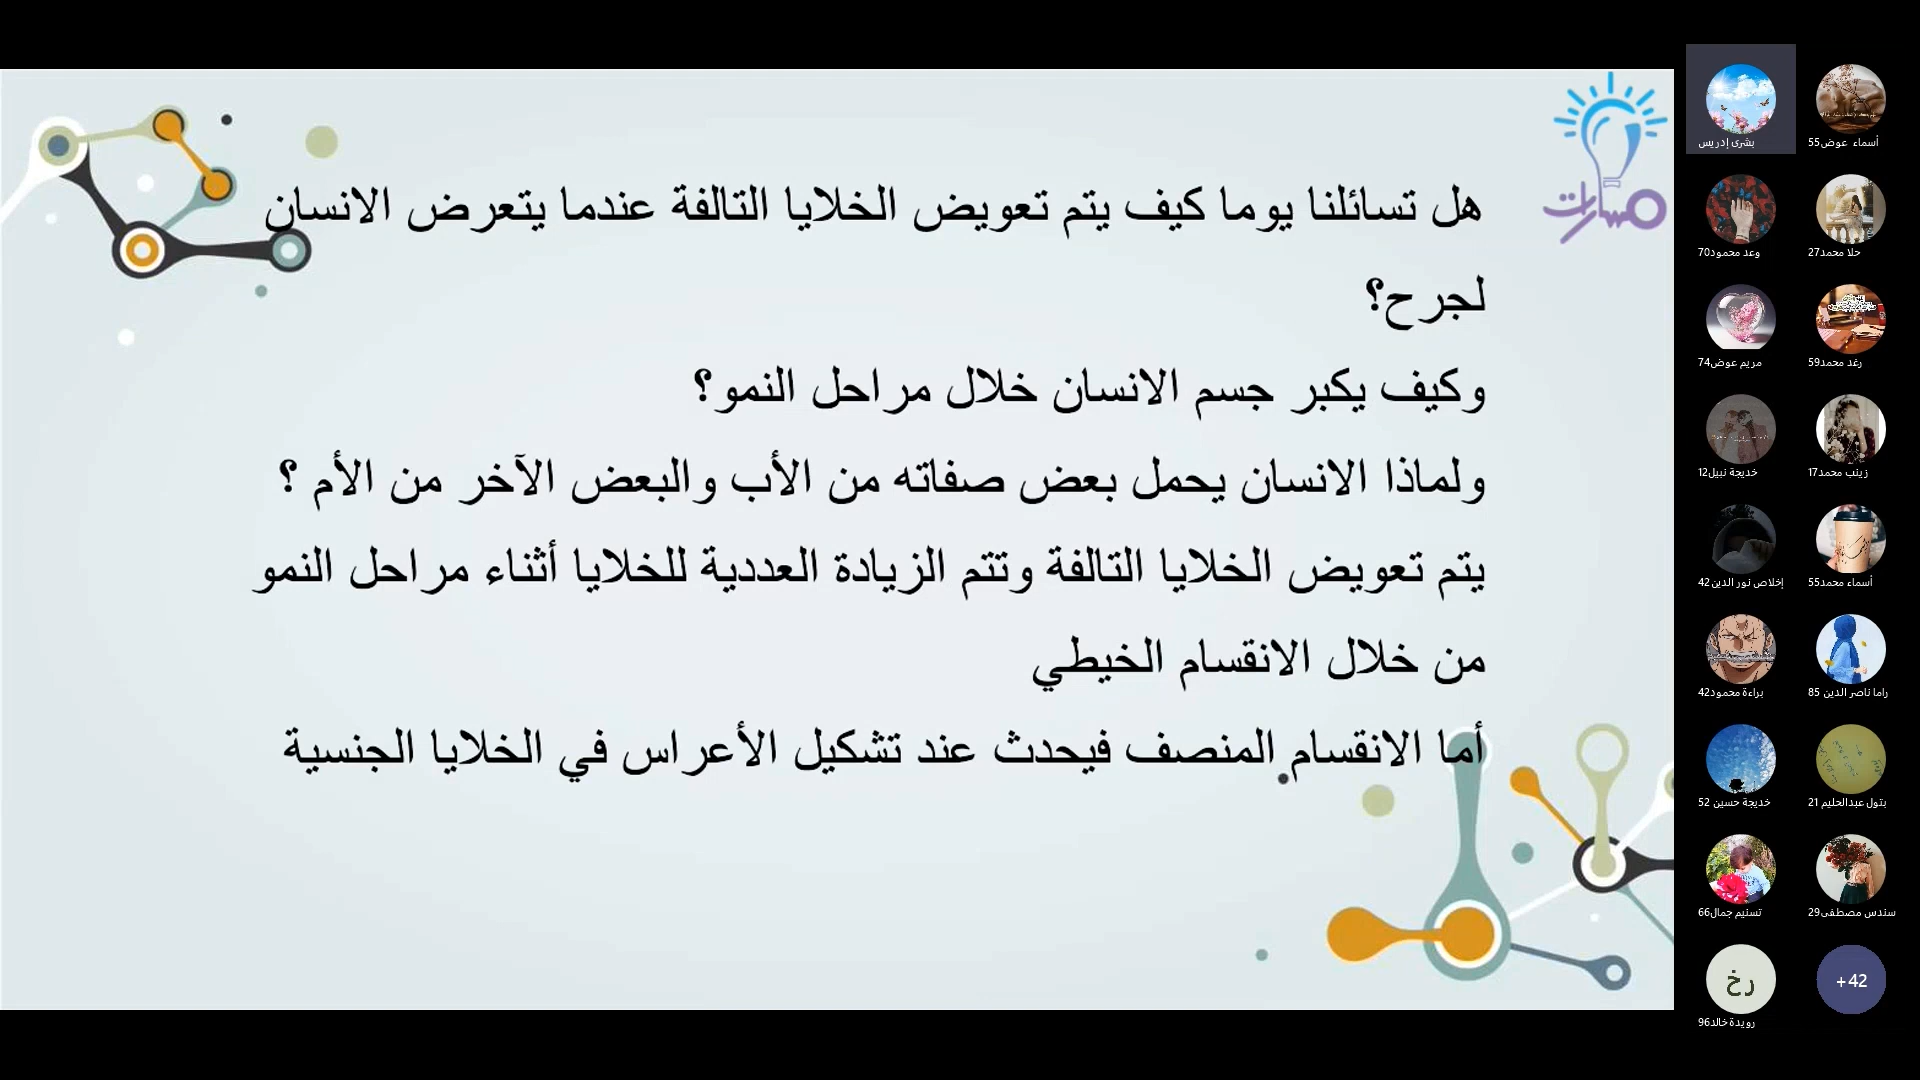 هل تسائلنا يوما كيف يتم تعويض الخلايا التالفة عندما يتعرض الانسان
لجرح؟
وكيف يكبر جسم الانسان خلال مراحل النمو؟
ولماذا الانسان يحمل بعض صفاته من الأب والبعض الآخر من الأم ؟
يتم تعويض الخلايا التالفة وتتم الزيادة العددية للخلايا أثناء مراحل النمو
من خلال الانقسام الخيطي
أما الانقسام المنصف فيحدث عند تشكيل الأعراس في الخلايا الجنسية
مسارات
بشرى إدريس
أسماء عوض55
وعد محمود70
حلا محمد27
مريم عوض74
رغد محمد59
خديجة نبيل12
زينب محمد17
إخلاص نور الدين42
أسماء محمد55
براءة محمود42
راما ناصر الدين 85
خديجة حسين 52
بتول عبدالحليم 21
تسنيم جمال66
سندس مصطفى29
رخ
رويدة خالد96
+42